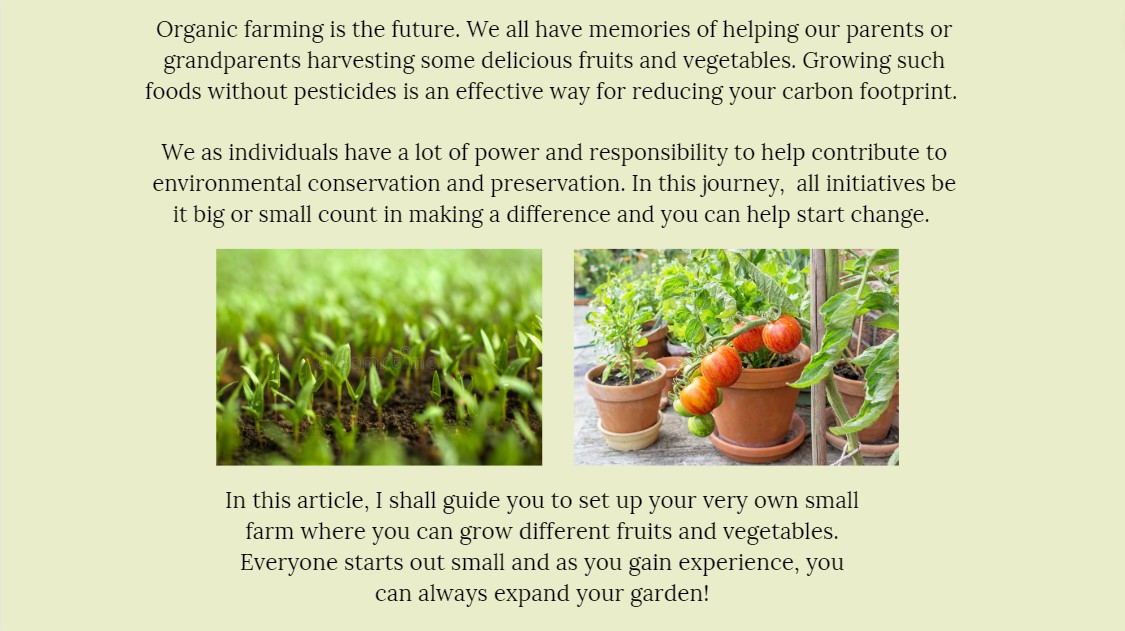 Organic farming is the future. We all have memories of helping our parents or
grandparents harvesting some delicious fruits and vegetables. Growing such
foods without pesticides is an effective way for reducing your carbon footprint.
We as individuals have a lot of power and responsibility to help contribute to
environmental conservation and preservation. In this journey,  all initiatives be
it big or small count in making a difference and you can help start change.
In this article, I shall guide you to set up your very own small
farm where you can grow different fruits and vegetables.
Everyone starts out small and as you gain experience, you
can always expand your garden!